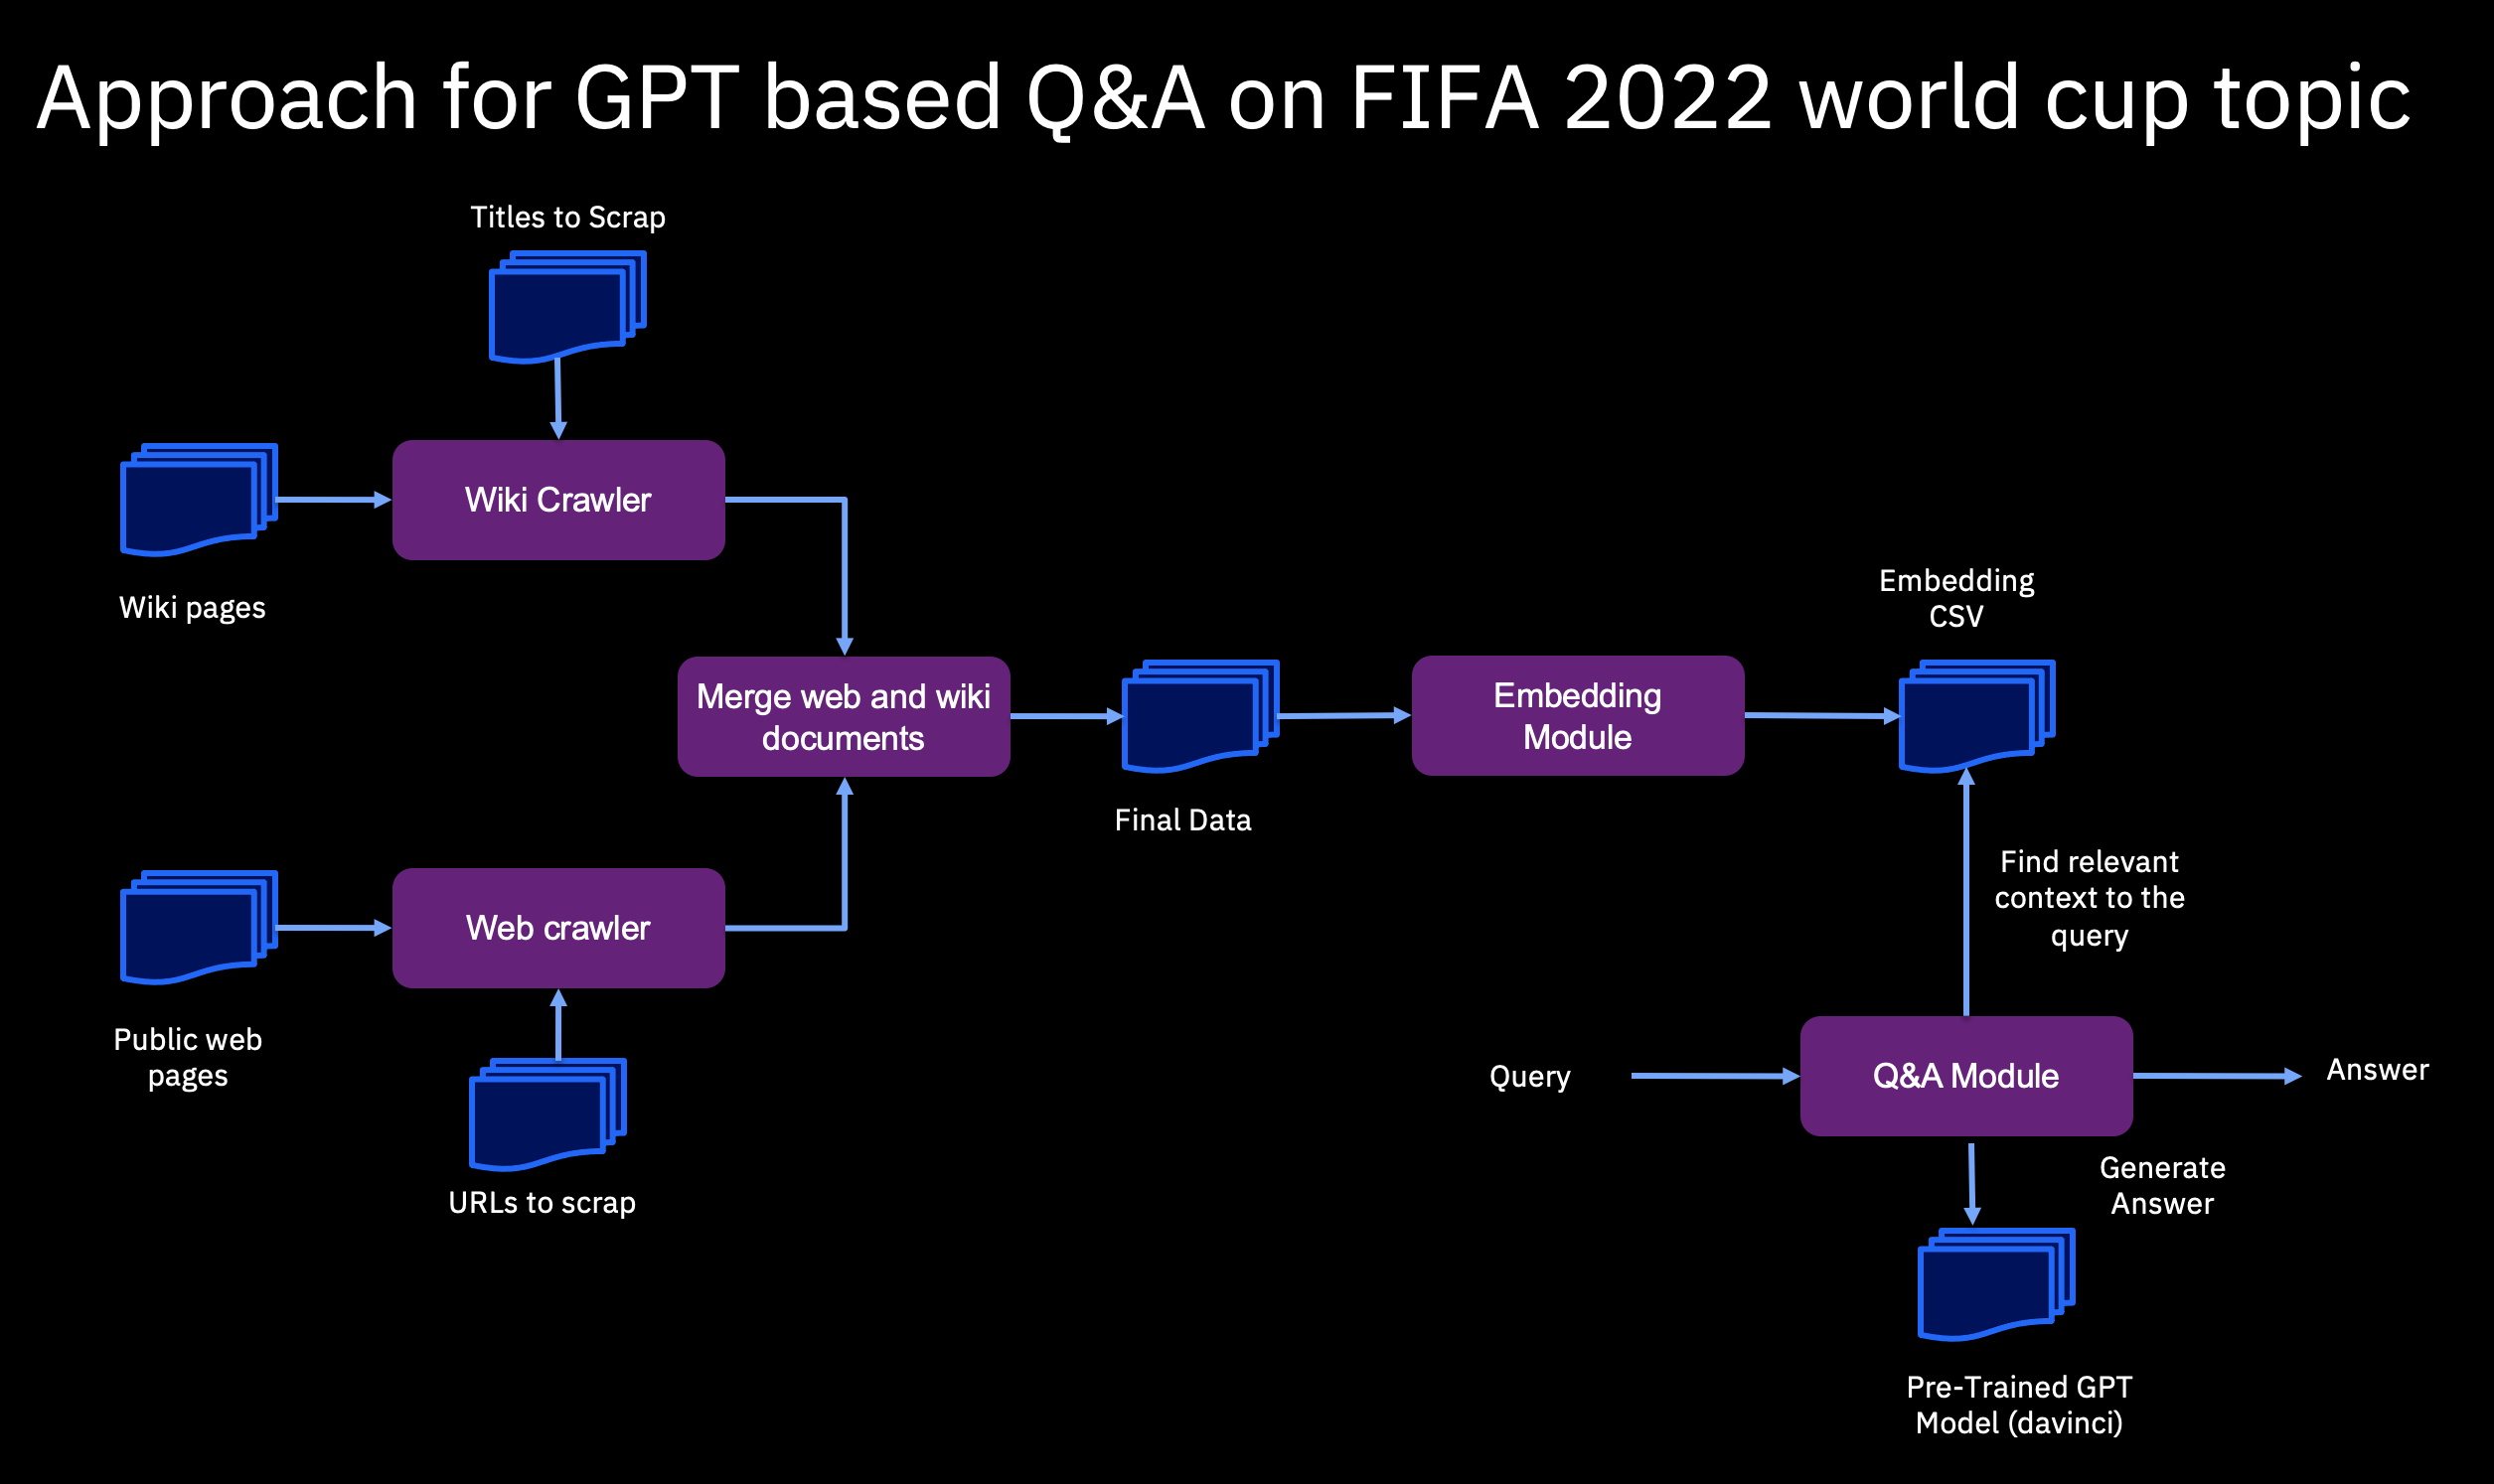 Approach for GPT based Q&A on FIFA 2022 world cup topic
Titles to Scrap
Wiki Crawler
Wiki pages
Embedding
CSV
Merge web and wiki
documents
Embedding
Module
Final Data
Find relevant
context to the
query
Web crawler
Public web
pages
URLs to scrap
Query
Q&A Module
Answer
Generate
Answer
Pre-Trained GPT
Model (davinci)